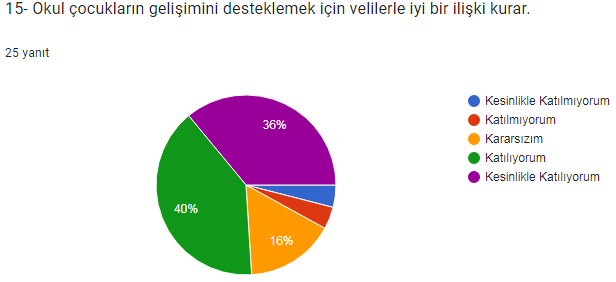 15- Okul çocukların gelişimini desteklemek için velilerle iyi bir ilişki kurar.
25 yanıt
36%
40%
16%
Kesinlikle Katılmıyorum
Katılmıyorum
Kararsızım
Katılıyorum
Kesinlikle Katılıyorum